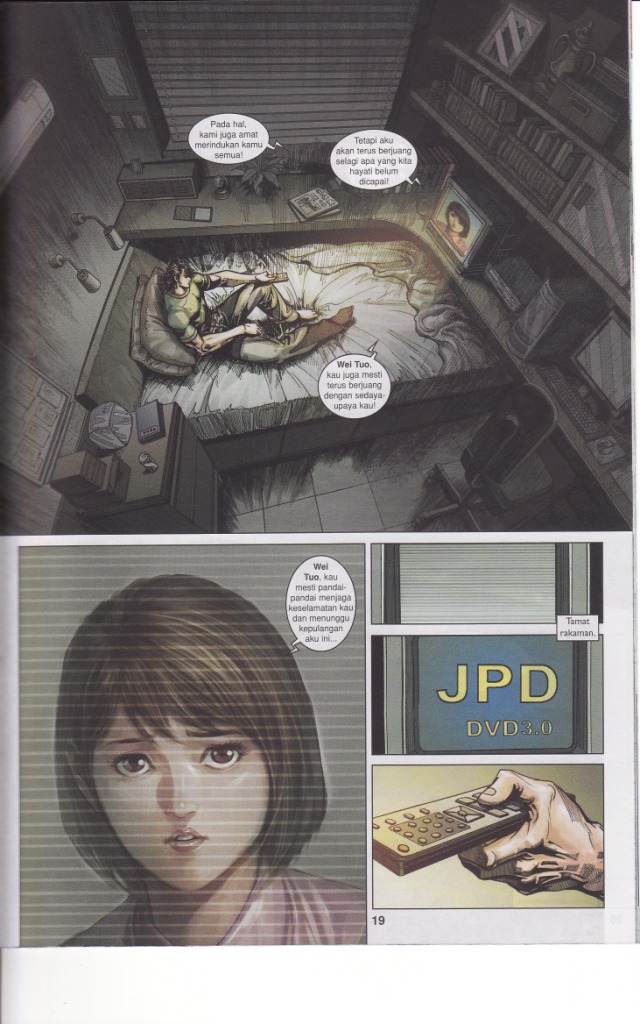 Pada hal,
kami juga amat
merindukan kamu
semua!
Tetapi aku
akan terus berjuang
selagi apa yang kita
hayati belum
dicapai!
Wei Tuo,
kau juga mesti
terus berjuang
dengan sedaya-
upaya kau!
Wei
Tuo, kau
mesti pandai-
pandai menjaga
keselamatan kau
dan menunggu
kepulangan
aku ini...
Tamat
rakaman.
JPD
DVD3.0
19